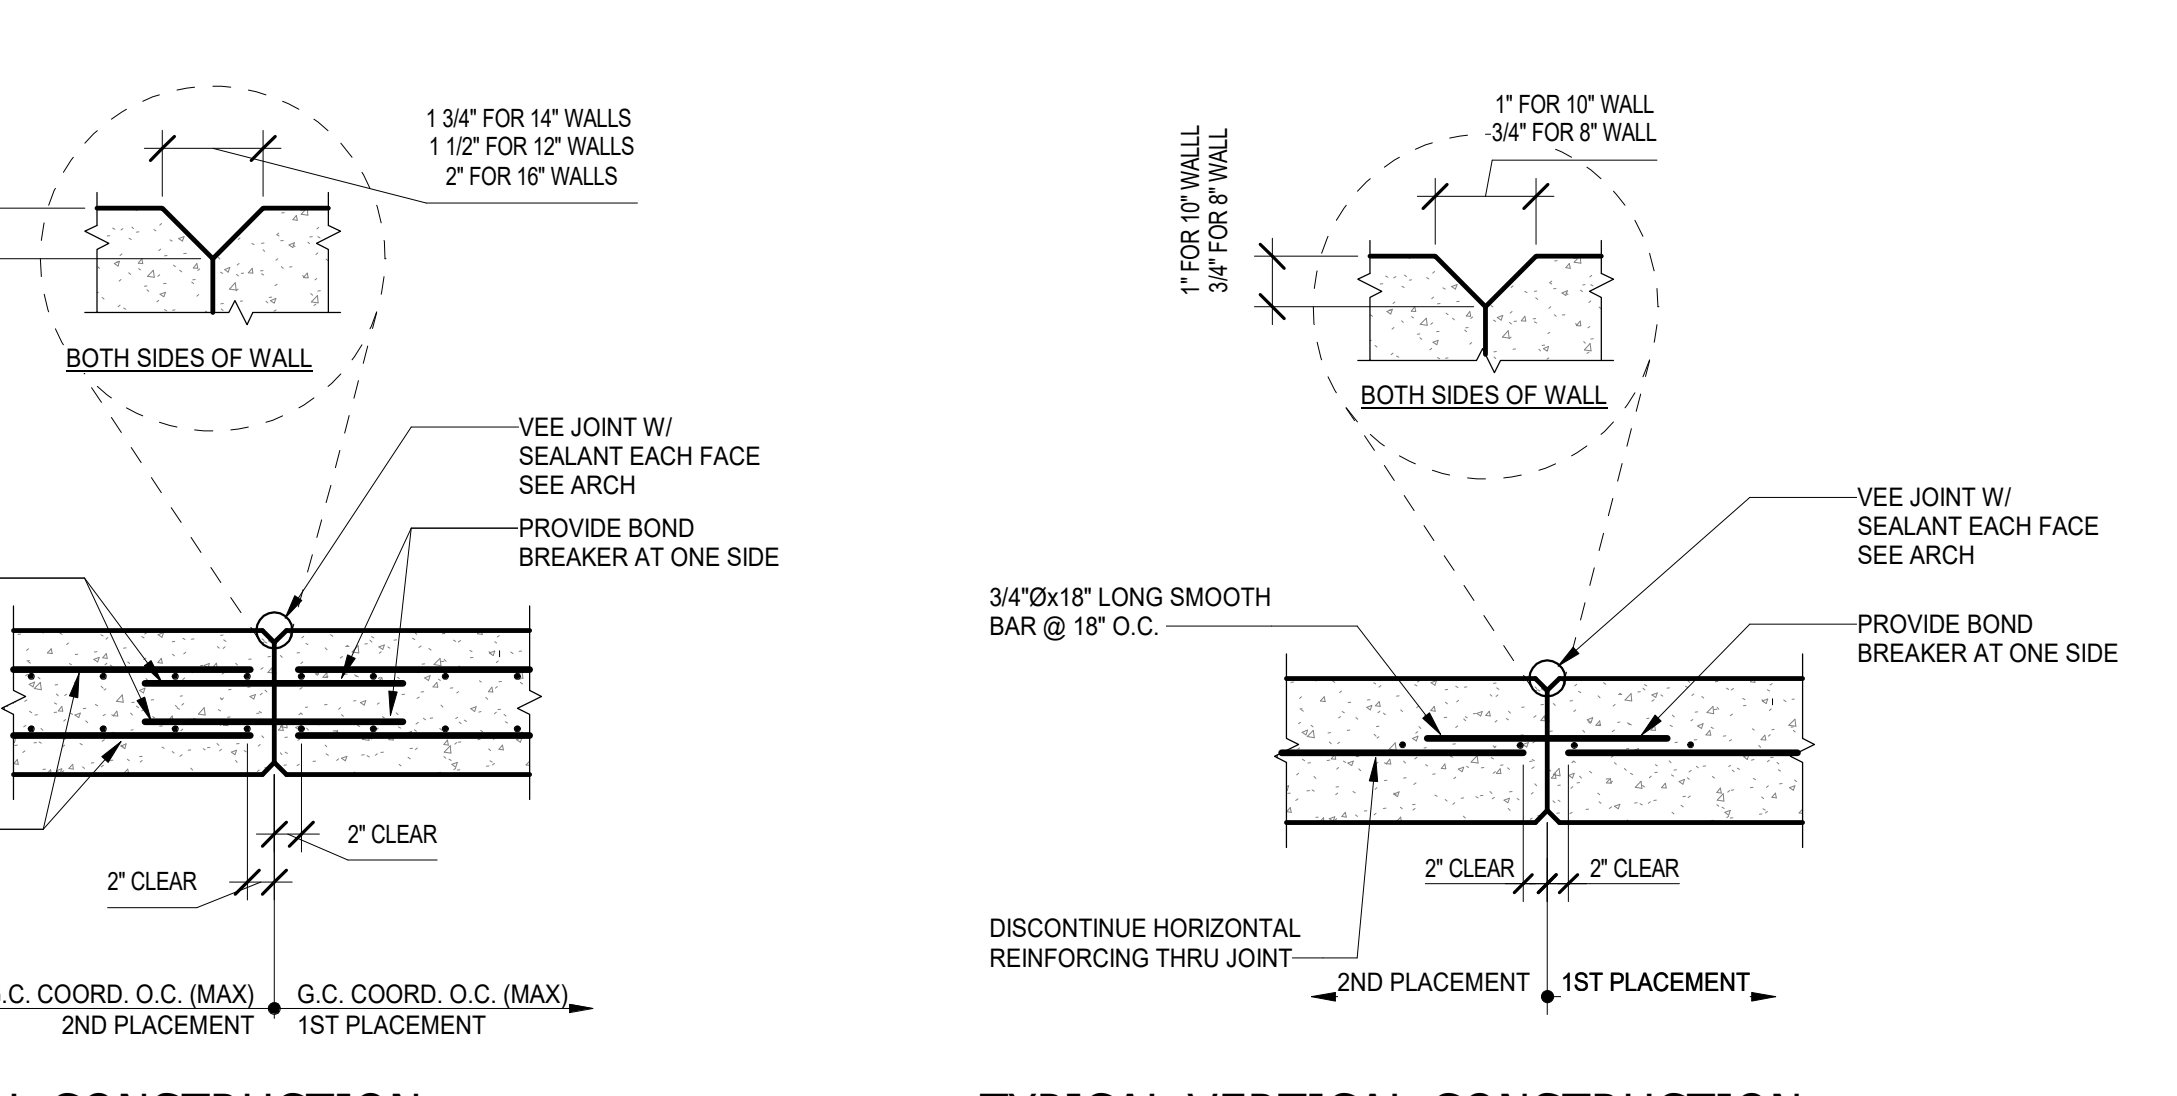 1 3/4" FOR 14" WALLS
1 1/2" FOR 12" WALLS
2" FOR 16" WALLS
BOTH SIDES OF WALL
VEE JOINT W/
SEALANT EACH FACE
SEE ARCH
PROVIDE BOND
BREAKER AT ONE SIDE
2" CLEAR
2" CLEAR
.C. COORD. O.C. (MAX)
2ND PLACEMENT
G.C. COORD. O.C. (MAX)
1ST PLACEMENT
CONSTRUCTION
1" FOR 10" WALL
3/4" FOR 8" WALL
1" FOR 10" WALLL
3/4" FOR 8" WALL
BOTH SIDES OF WALL
VEE JOINT W/
SEALANT EACH FACE
SEE ARCH
3/4"Øx18" LONG SMOOTH
BAR @ 18" O.C.
PROVIDE BOND
BREAKER AT ONE SIDE
2" CLEAR
2" CLEAR
DISCONTINUE HORIZONTAL
REINFORCING THRU JOINT
2ND PLACEMENT
1ST PLACEMENT
TYPICAL VERTICAL CONSTRUCTION